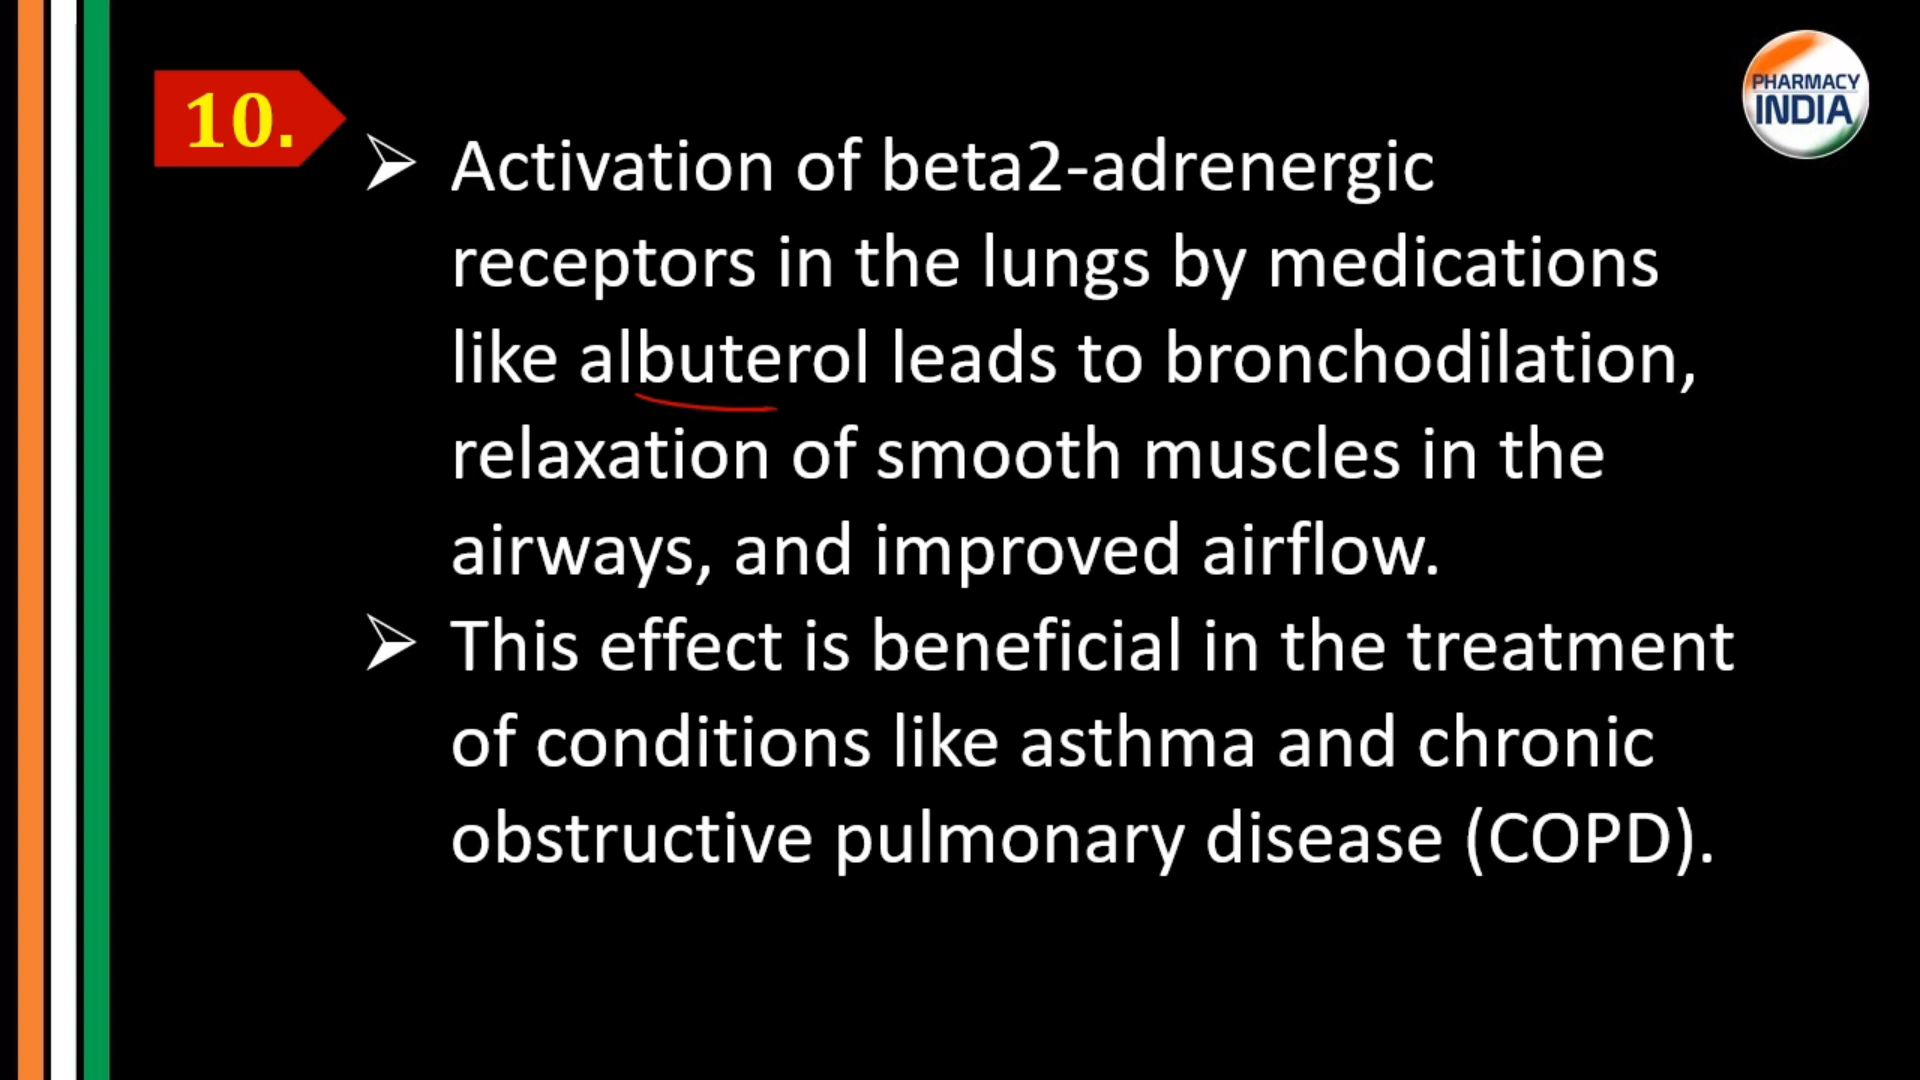 10.
PHARMACY
INDIA
➢ Activation of beta2-adrenergic
receptors in the lungs by medications
like albuterol leads to bronchodilation,
relaxation of smooth muscles in the
airways, and improved airflow.
➢ This effect is beneficial in the treatment
of conditions like asthma and chronic
obstructive pulmonary disease (COPD).